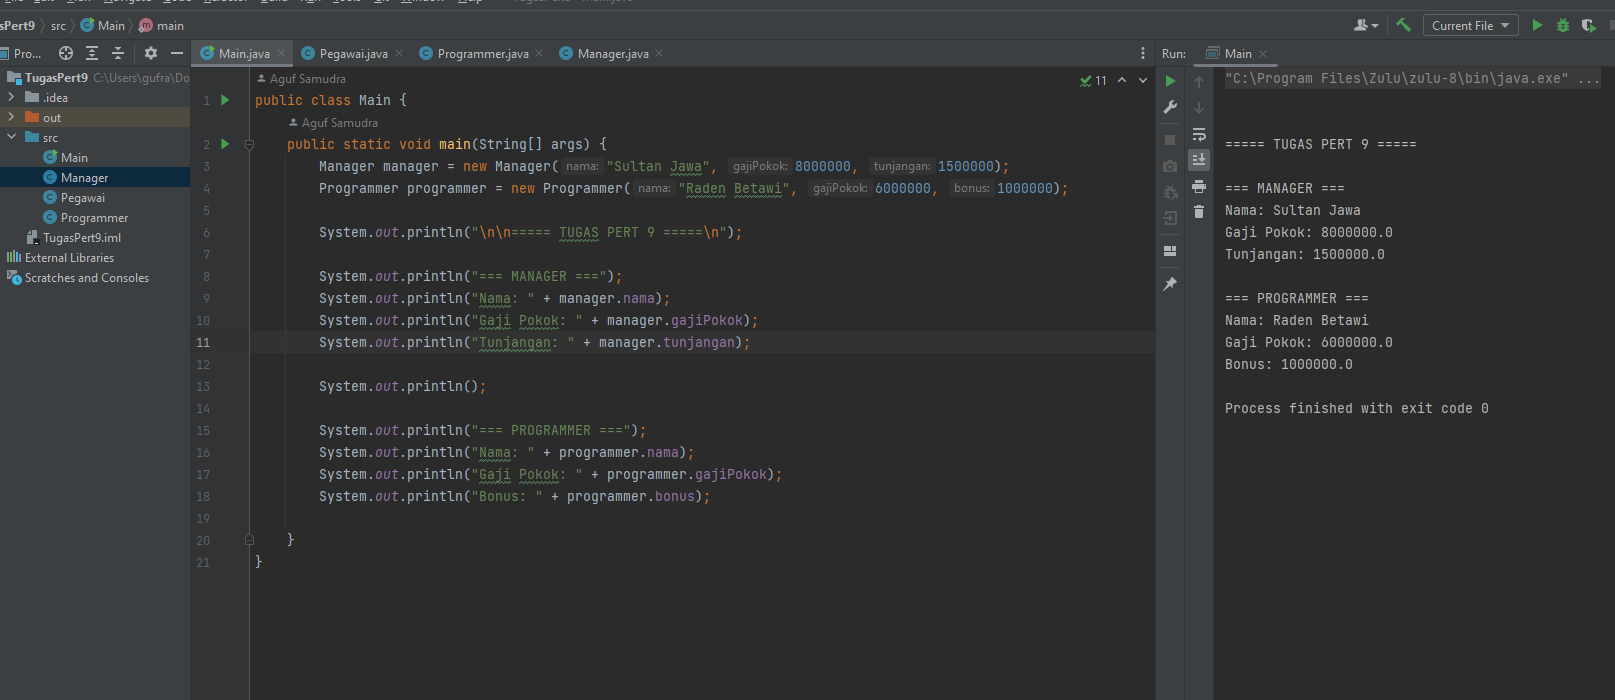 sPert9 src Main main
Current File
Pro...
Main.java Pegawai.java Programmer.java Manager.java
Run: Main
TugasPert9 C:\Users\gufra\Do
.idea
out
src
Main
Manager
Pegawai
Programmer
TugasPert9.iml
External Libraries
Scratches and Consoles
Aguf Samudra
11
1 public class Main {
Aguf Samudra
2 public static void main(String[] args) {
3 Manager manager = new Manager( nama: "Sultan Jawa", gajiPokok: 8000000, tunjangan: 1500000);
4 Programmer programmer = new Programmer( nama: "Raden Betawi", gajiPokok: 6000000, bonus: 1000000);
5
6 System.out.println("\n\n===== TUGAS PERT 9 =====\n");
7
8 System.out.println("=== MANAGER ===");
9 System.out.println("Nama: " + manager.nama);
10 System.out.println("Gaji Pokok: " + manager.gajiPokok);
11 System.out.println("Tunjangan: " + manager.tunjangan);
12
13 System.out.println();
14
15 System.out.println("=== PROGRAMMER ===");
16 System.out.println("Nama: " + programmer.nama);
17 System.out.println("Gaji Pokok: " + programmer.gajiPokok);
18 System.out.println("Bonus: " + programmer.bonus);
19
20 }
21 }
"C:\Program Files\Zulu\zulu-8\bin\java.exe" ...
===== TUGAS PERT 9 =====
=== MANAGER ===
Nama: Sultan Jawa
Gaji Pokok: 8000000.0
Tunjangan: 1500000.0
=== PROGRAMMER ===
Nama: Raden Betawi
Gaji Pokok: 6000000.0
Bonus: 1000000.0
Process finished with exit code 0